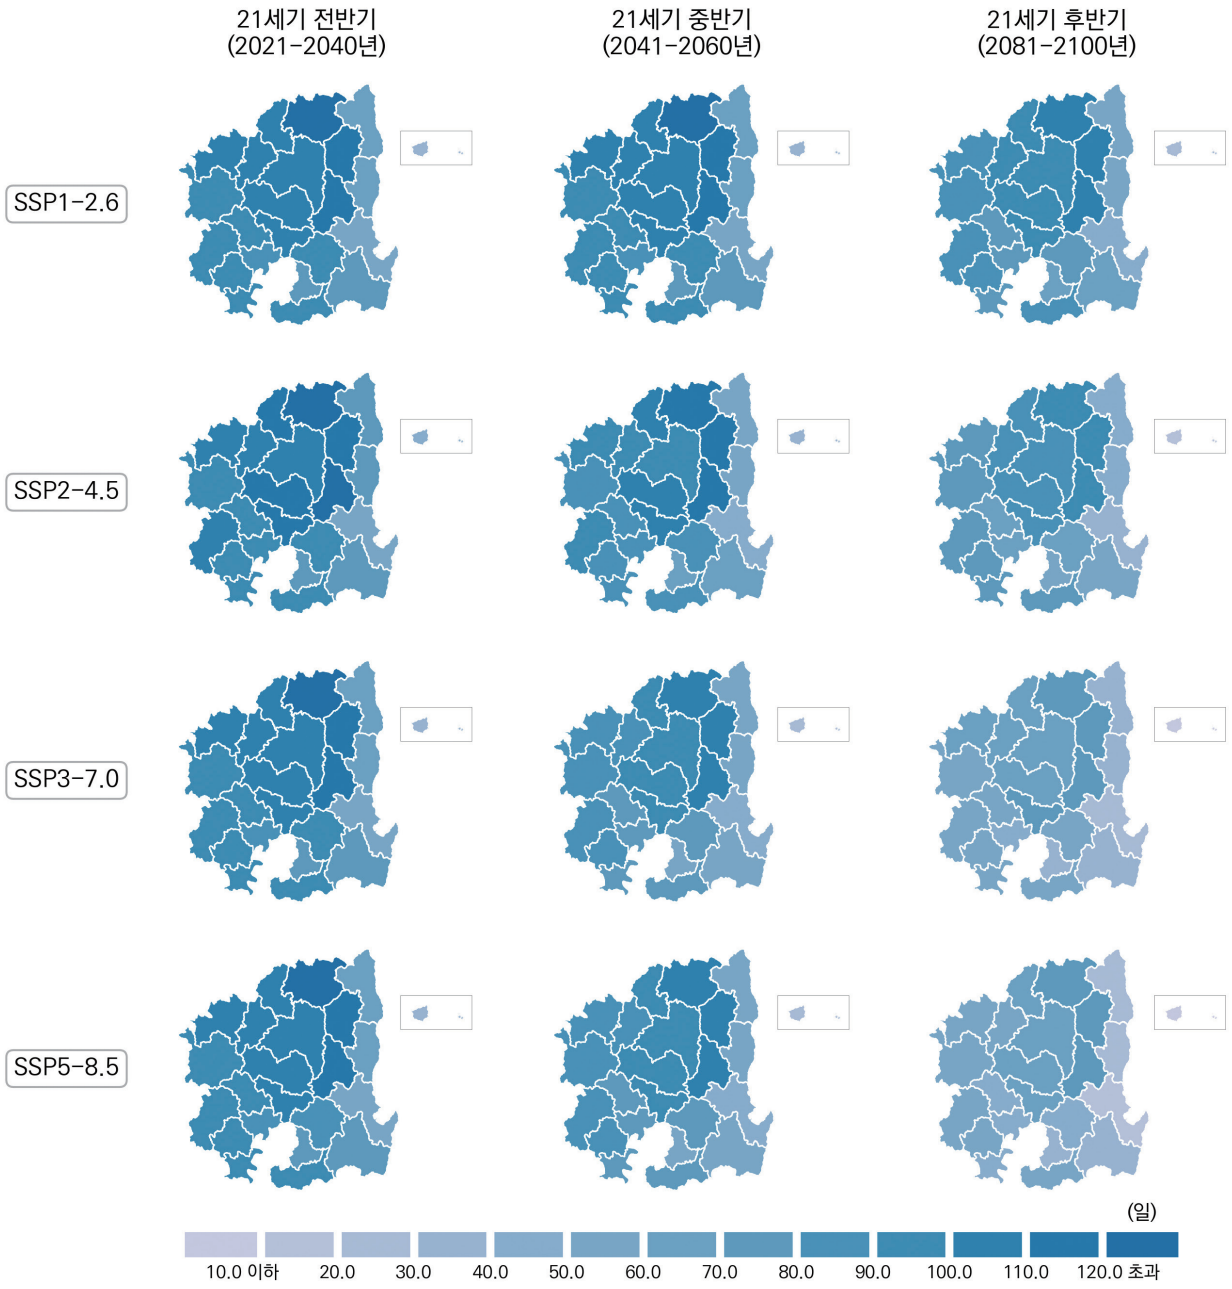 21세기 전반기
(2021-2040년)
21세기 중반기
(2041-2060년)
21세기 후반기
(2081-2100년)
SSP1-2.6
SSP2-4.5
SSP3-7.0
SSP5-8.5
(일)
10.0 이하 20.0 30.0 40.0 50.0 60.0 70.0 80.0 90.0 100.0 110.0 120.0 초과